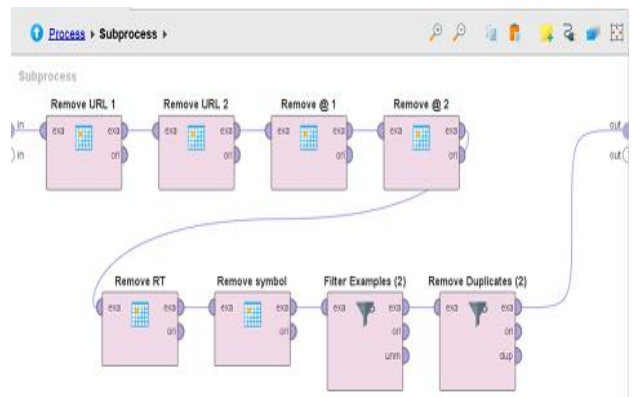 Process ▸ Subprocess ▸
Subprocess
Remove URL 1
Remove URL 2
Remove @ 1
Remove @ 2
in
exa
exa
exa
exa
exa
exa
exa
exa
out
in
ori
ori
ori
ori
out
Remove RT
Remove symbol
Filter Examples (2)
Remove Duplicates (2)
exa
exa
exa
exa
exa
exa
exa
exa
ori
ori
ori
ori
unm
dup